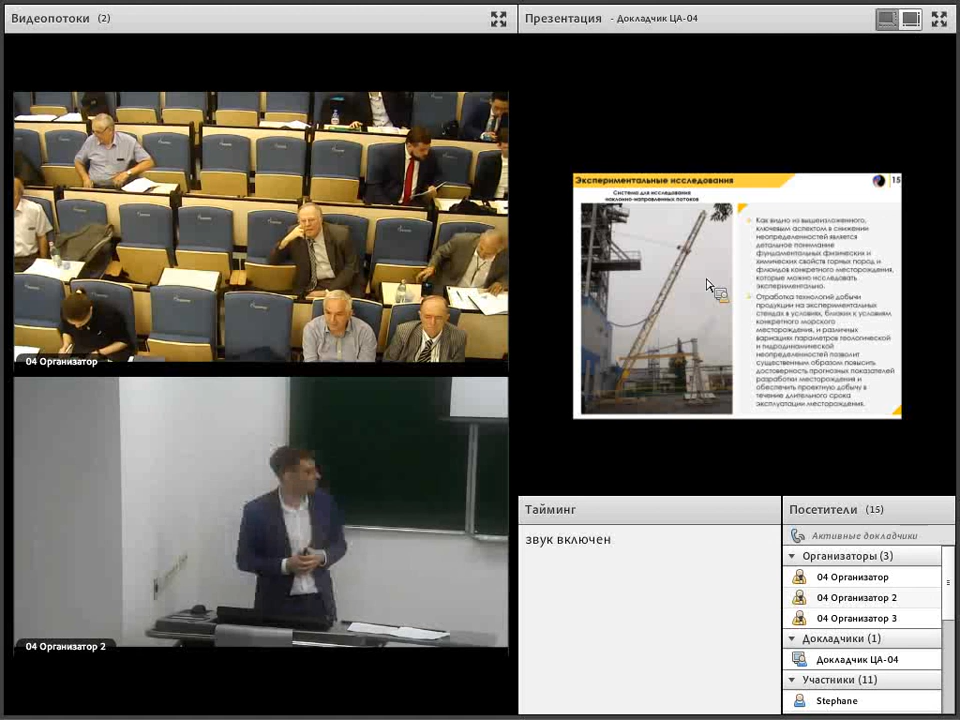 Видеопотоки (2)
04 Организатор
04 Организатор 2
Презентация - Докладчик ЦА-04
Экспериментальные исследования
15
Система для исследования
наклонно-направленных потоков
Как видно из вышеизложенного,
ключевым аспектом в снижении
неопределенностей является
детальное понимание
фундаментальных физических и
химических свойств горных пород и
флюидов конкретного месторождения,
которые можно исследовать
экспериментально.
Отработка технологий добычи
продукции на экспериментальных
стендах в условиях, близких к условиям
конкретного морского
месторождения, и различных
вариациях параметров геологической
и гидродинамической
неопределенностей позволит
существенным образом повысить
достоверность прогнозных показателей
разработки месторождения и
обеспечить проектную добычу в
течение длительного срока
эксплуатации месторождения.
Тайминг
звук включен
Посетители (15)
Активные докладчики
Организаторы (3)
04 Организатор
04 Организатор 2
04 Организатор 3
Докладчики (1)
Докладчик ЦА-04
Участники (11)
Stephane